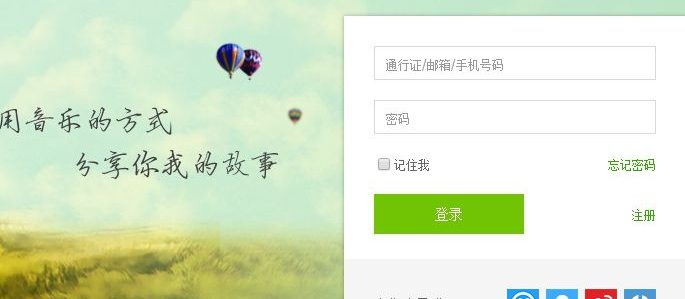 用音乐的方式
分享你我的故事
通行证/邮箱/手机号码
密码
记住我
忘记密码
登录
注册